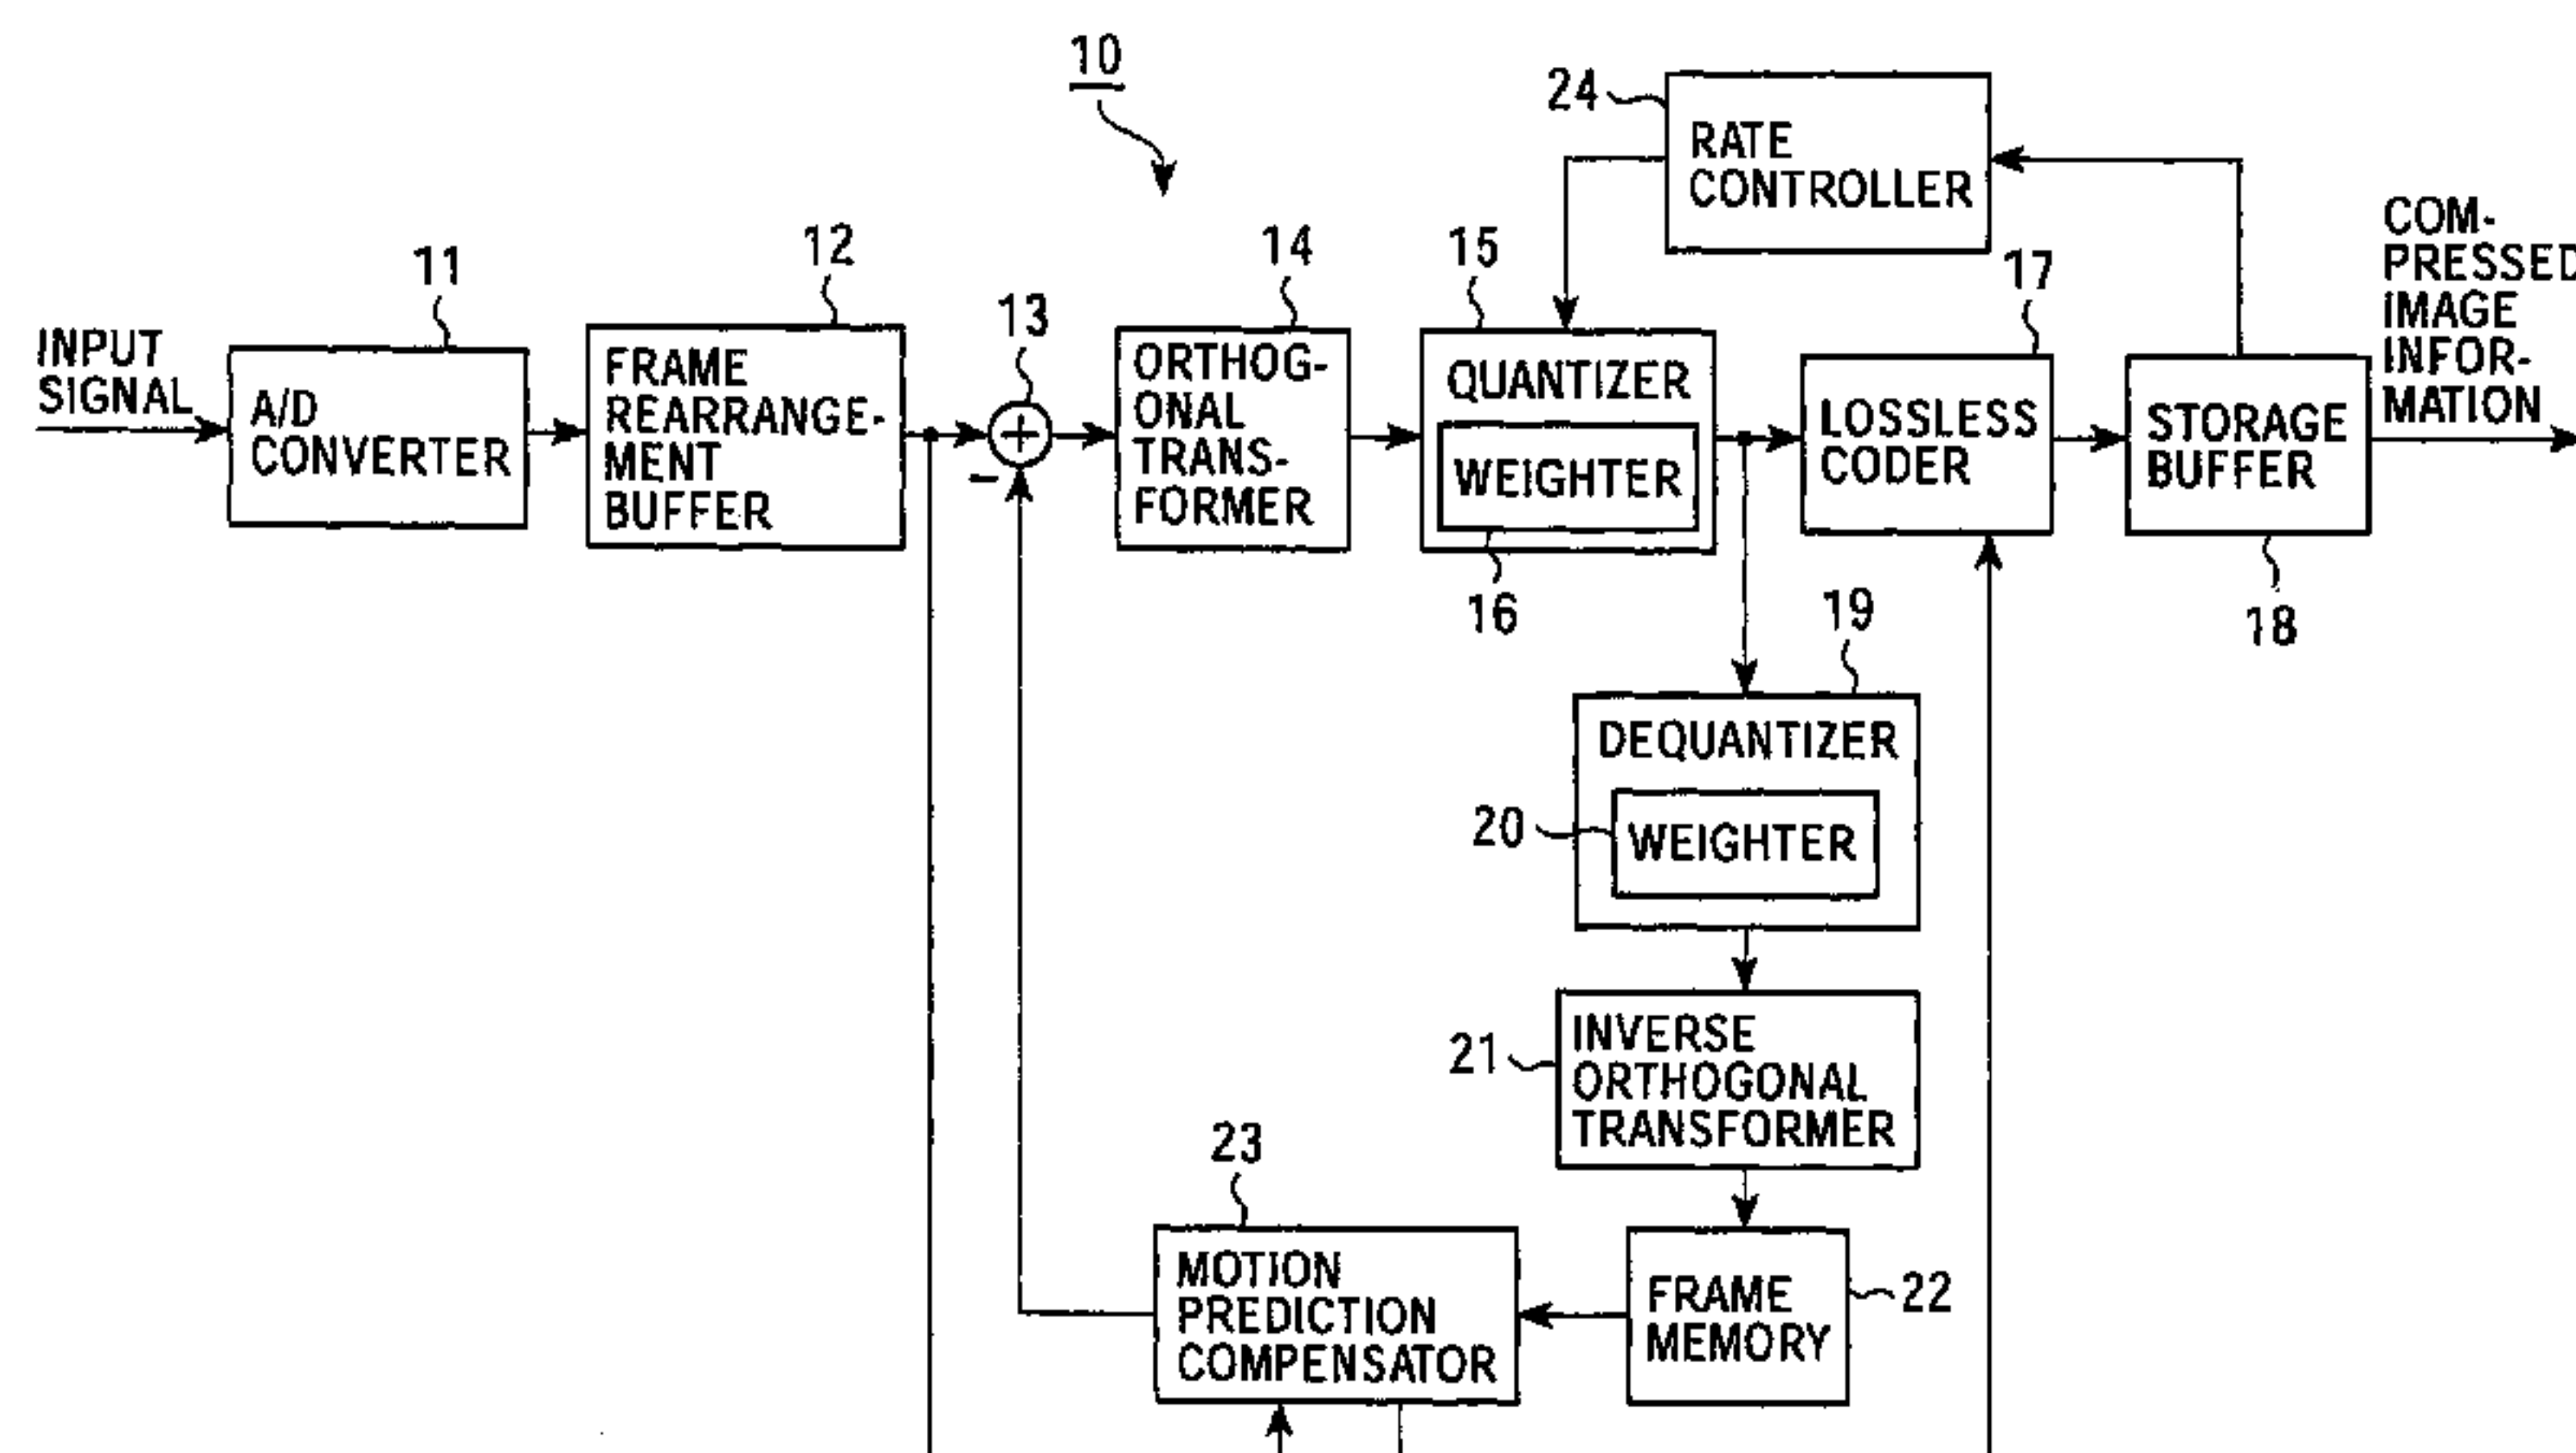 10
24
RATE
CONTROLLER
COM-
PRESSED
IMAGE
INFOR-
MATION
11
12
13
14
15
17
INPUT
SIGNAL
A/D
CONVERTER
FRAME
REARRANGE-
MENT
BUFFER
+
-
ORTHOG-
ONAL
TRANS-
FORMER
QUANTIZER
WEIGHTER
16
LOSSLESS
CODER
STORAGE
BUFFER
18
19
DEQUANTIZER
20
WEIGHTER
21
INVERSE
ORTHOGONAL
TRANSFORMER
23
MOTION
PREDICTION
COMPENSATOR
FRAME
MEMORY
22